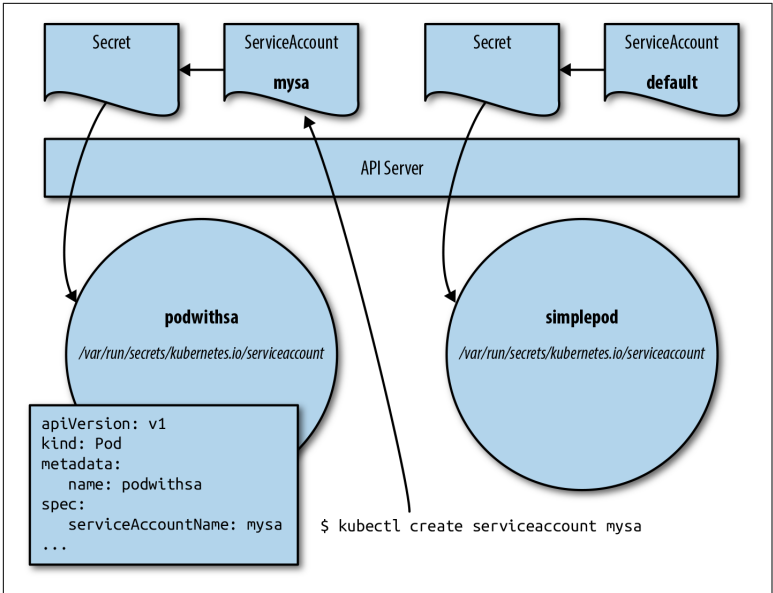 Secret
ServiceAccount
mysa
Secret
ServiceAccount
default
API Server
podwithsa
/var/run/secrets/kubernetes.io/serviceaccount
simplepod
/var/run/secrets/kubernetes.io/serviceaccount
apiVersion: v1
kind: Pod
metadata:
   name: podwithsa
spec:
   serviceAccountName: mysa
...
$ kubectl create serviceaccount mysa